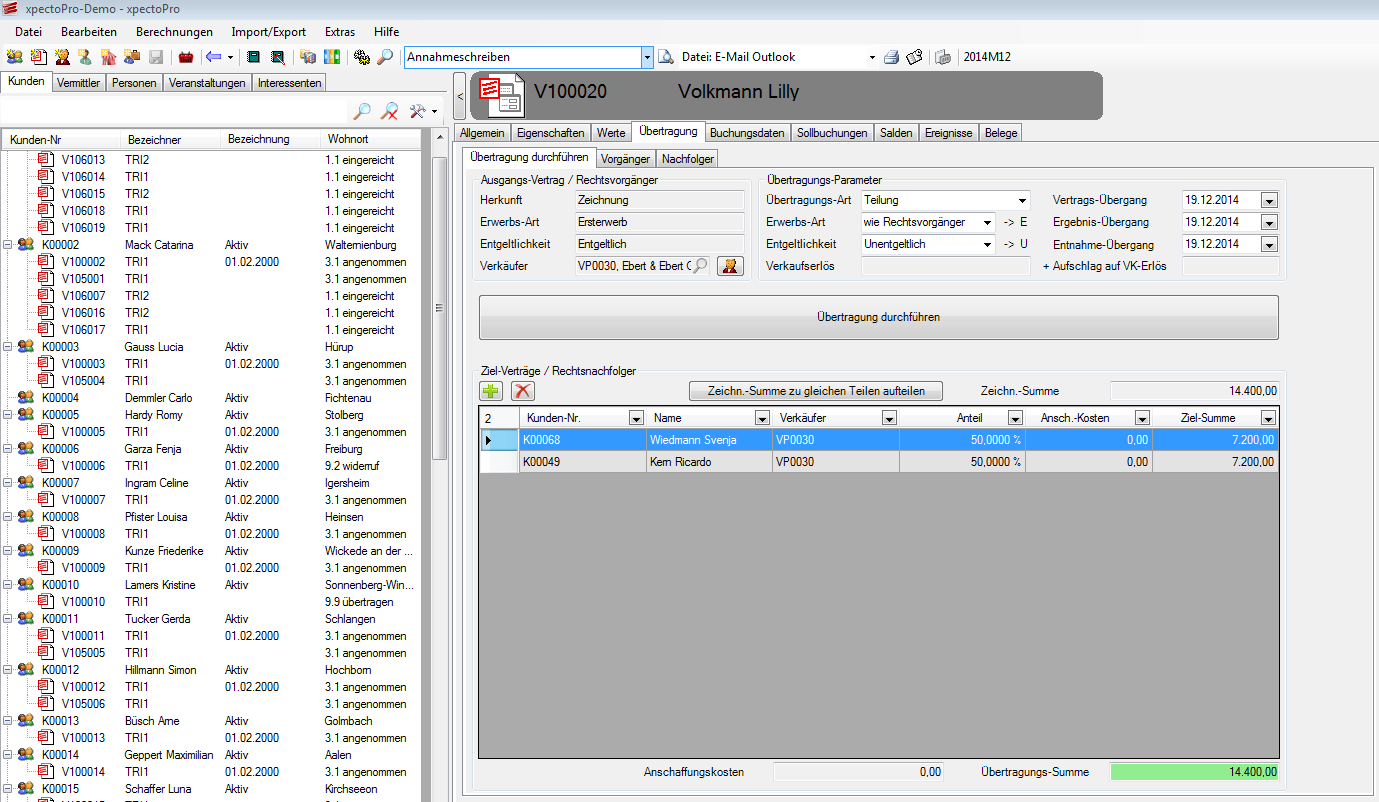 xpectoPro-Demo - xpectoPro
Datei Bearbeiten Berechnungen Import/Export Extras Hilfe
Annahmeschreiben Datei: E-Mail Outlook 2014M12
Kunden Vermittler Personen Veranstaltungen Interessenten
Kunden-Nr Bezeichner Bezeichnung Wohnort
V106013 TRI2 1.1 eingereicht
V106014 TRI1 1.1 eingereicht
V106015 TRI2 1.1 eingereicht
V106018 TRI1 1.1 eingereicht
V106019 TRI1 1.1 eingereicht
K00002 Mack Catarina Aktiv Walternienburg
V100002 TRI1 01.02.2000 3.1 angenommen
V105001 TRI1 3.1 angenommen
V106007 TRI2 1.1 eingereicht
V106016 TRI2 1.1 eingereicht
V106017 TRI1 1.1 eingereicht
K00003 Gauss Lucia Aktiv Hürup
V100003 TRI1 01.02.2000 3.1 angenommen
V105004 TRI1 3.1 angenommen
K00004 Demmler Carlo Aktiv Fichtenau
K00005 Hardy Romy Aktiv Stolberg
V100005 TRI1 01.02.2000 3.1 angenommen
K00006 Garza Fenja Aktiv Freiburg
V100006 TRI1 01.02.2000 9.2 widerruf
K00007 Ingram Celine Aktiv Igersheim
V100007 TRI1 01.02.2000 3.1 angenommen
K00008 Pfister Louisa Aktiv Heinsen
V100008 TRI1 01.02.2000 3.1 angenommen
K00009 Kunze Friederike Aktiv Wickede an der ...
V100009 TRI1 01.02.2000 3.1 angenommen
K00010 Lamers Kristine Aktiv Sonnenberg-Win...
V100010 TRI1 9.9 übertragen
K00011 Tucker Gerda Aktiv Schlangen
V100011 TRI1 01.02.2000 3.1 angenommen
V105005 TRI1 3.1 angenommen
K00012 Hillmann Simon Aktiv Hochborn
V100012 TRI1 01.02.2000 3.1 angenommen
V105006 TRI1 3.1 angenommen
K00013 Büsch Arne Aktiv Golmbach
V100013 TRI1 01.02.2000 3.1 angenommen
K00014 Geppert Maximilian Aktiv Aalen
V100014 TRI1 01.02.2000 3.1 angenommen
K00015 Schaffer Luna Aktiv Kirchseeon
<
V100020 Volkmann Lilly
Allgemein Eigenschaften Werte Übertragung Buchungsdaten Sollbuchungen Salden Ereignisse Belege
Übertragung durchführen Vorgänger Nachfolger
Ausgangs-Vertrag / Rechtsvorgänger
Herkunft Zeichnung
Erwerbs-Art Ersterwerb
Entgeltlichkeit Entgeltlich
Verkäufer VP0030, Ebert & Ebert
Übertragungs-Parameter
Übertragungs-Art Teilung Vertrags-Übergang 19.12.2014
Erwerbs-Art wie Rechtsvorgänger -> E Ergebnis-Übergang 19.12.2014
Entgeltlichkeit Unentgeltlich -> U Entnahme-Übergang 19.12.2014
Verkaufserlös + Aufschlag auf VK-Erlös
Übertragung durchführen
Ziel-Verträge / Rechtsnachfolger
Zeichn.-Summe zu gleichen Teilen aufteilen Zeichn.-Summe 14.400,00
2 Kunden-Nr. Name Verkäufer Anteil Ansch.-Kosten Ziel-Summe
K00068 Wiedmann Svenja VP0030 50,0000 % 0,00 7.200,00
K00049 Kern Ricardo VP0030 50,0000 % 0,00 7.200,00
Anschaffungskosten 0,00 Übertragungs-Summe 14.400,00